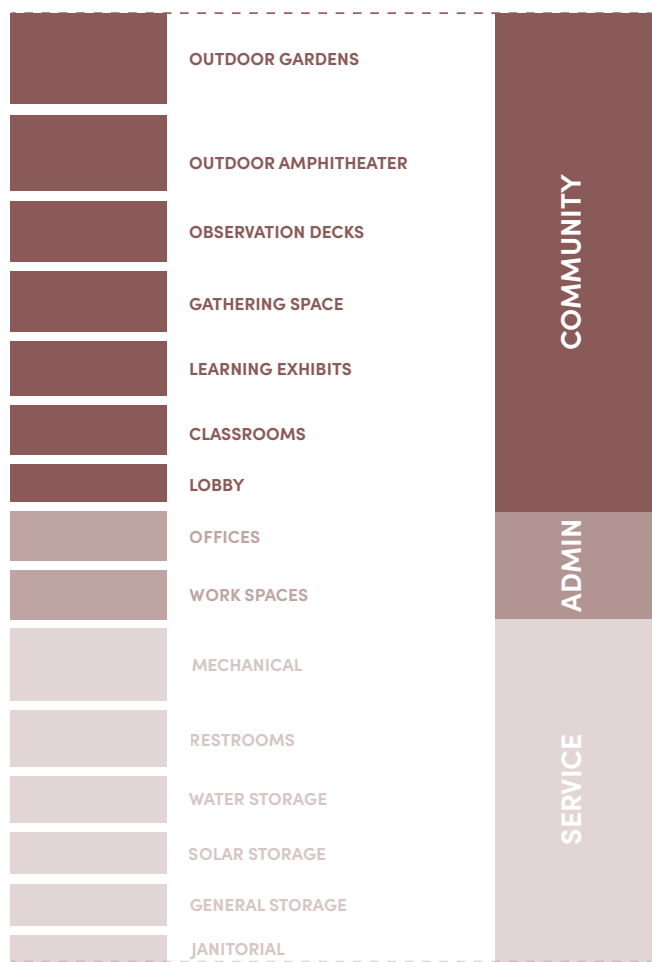 OUTDOOR GARDENS
OUTDOOR AMPHITHEATER
OBSERVATION DECKS
GATHERING SPACE
LEARNING EXHIBITS
CLASSROOMS
LOBBY
OFFICES
WORK SPACES
MECHANICAL
RESTROOMS
WATER STORAGE
SOLAR STORAGE
GENERAL STORAGE
JANITORIAL
COMMUNITY
ADMIN
SERVICE